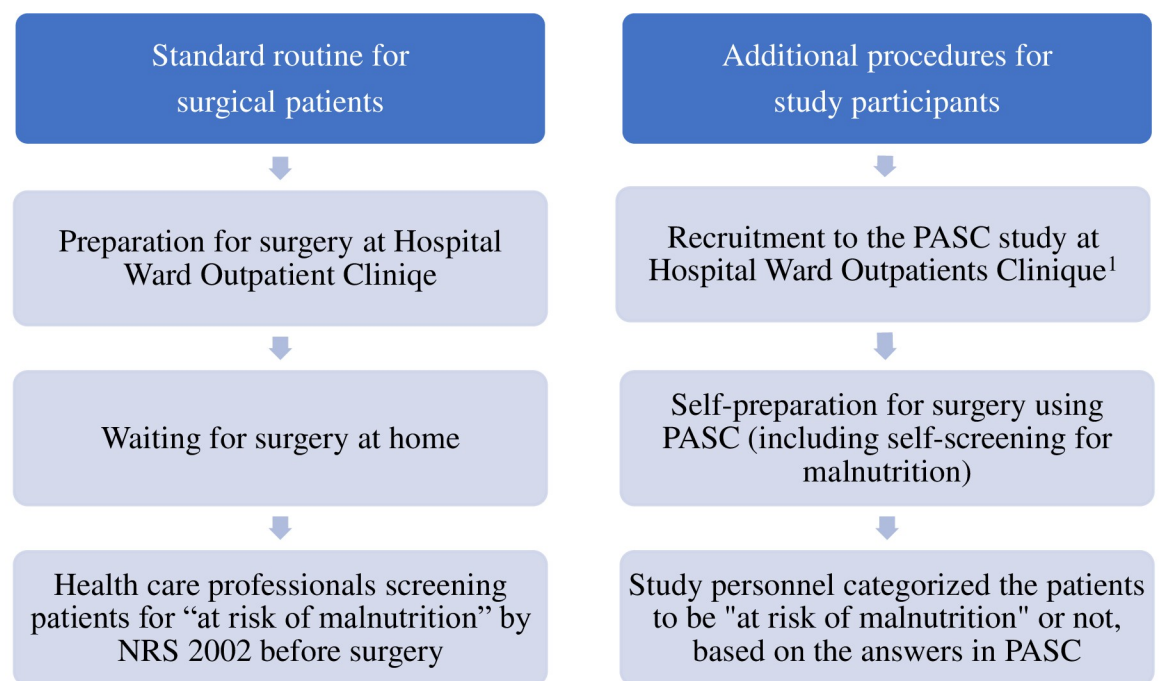 Standard routine for
surgical patients
Preparation for surgery at Hospital
Ward Outpatient Cliniqe
Waiting for surgery at home
Health care professionals screening
patients for “at risk of malnutrition” by
NRS 2002 before surgery
Additional procedures for
study participants
Recruitment to the PASC study at
Hospital Ward Outpatients Clinique¹
Self-preparation for surgery using
PASC (including self-screening for
malnutrition)
Study personnel categorized the patients
to be "at risk of malnutrition" or not,
based on the answers in PASC